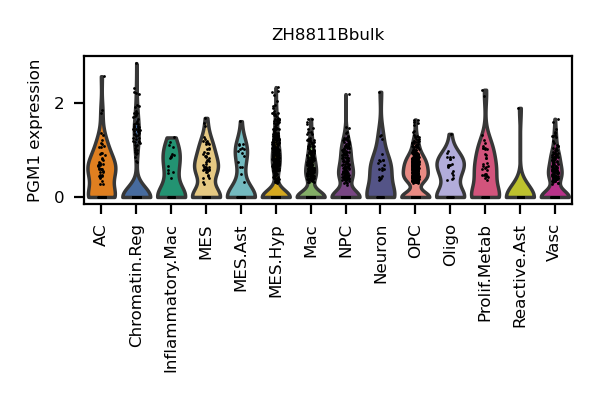 ZH8811Bbulk
PGM1 expression
2
0
AC
Chromatin.Reg
Inflammatory.Mac
MES
MES.Ast
MES.Hyp
Mac
NPC
Neuron
OPC
Oligo
Prolif.Metab
Reactive.Ast
Vasc